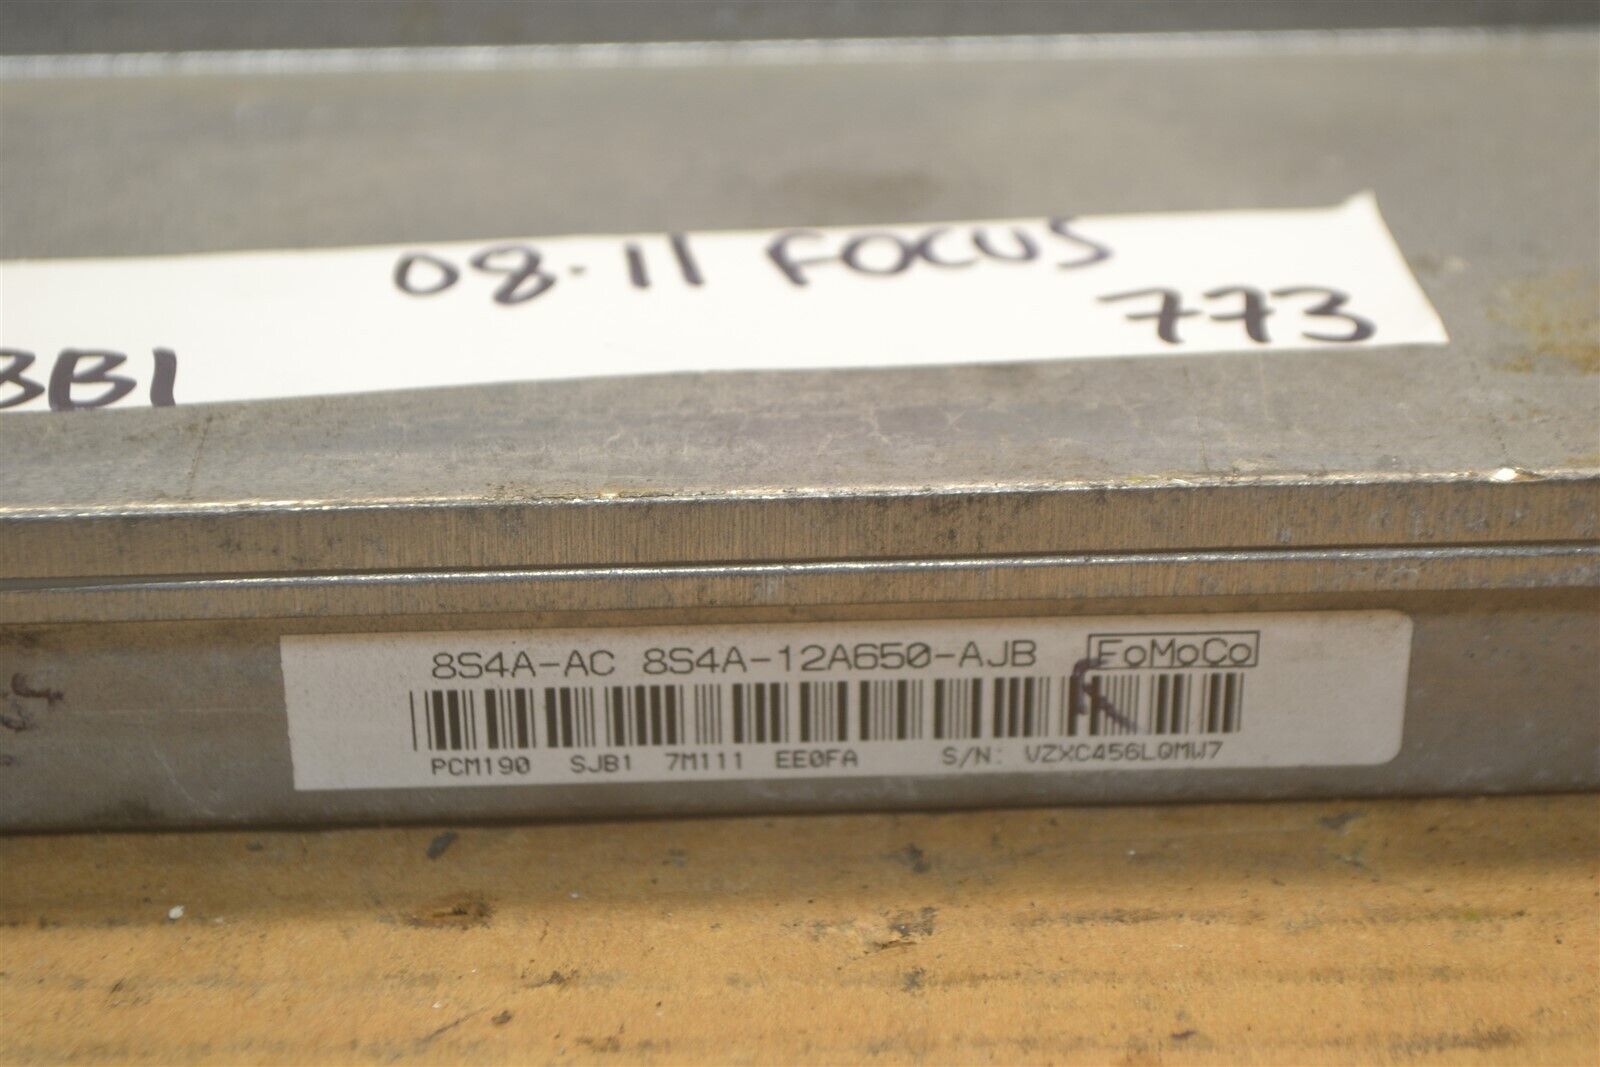 08-11 FOCUS
773
BB1
8S4A-AC 8S4A-12A650-AJB FoMoCo
PCM190 SJB1 7M111 EE0FA S/N: VZXC456LQMW7